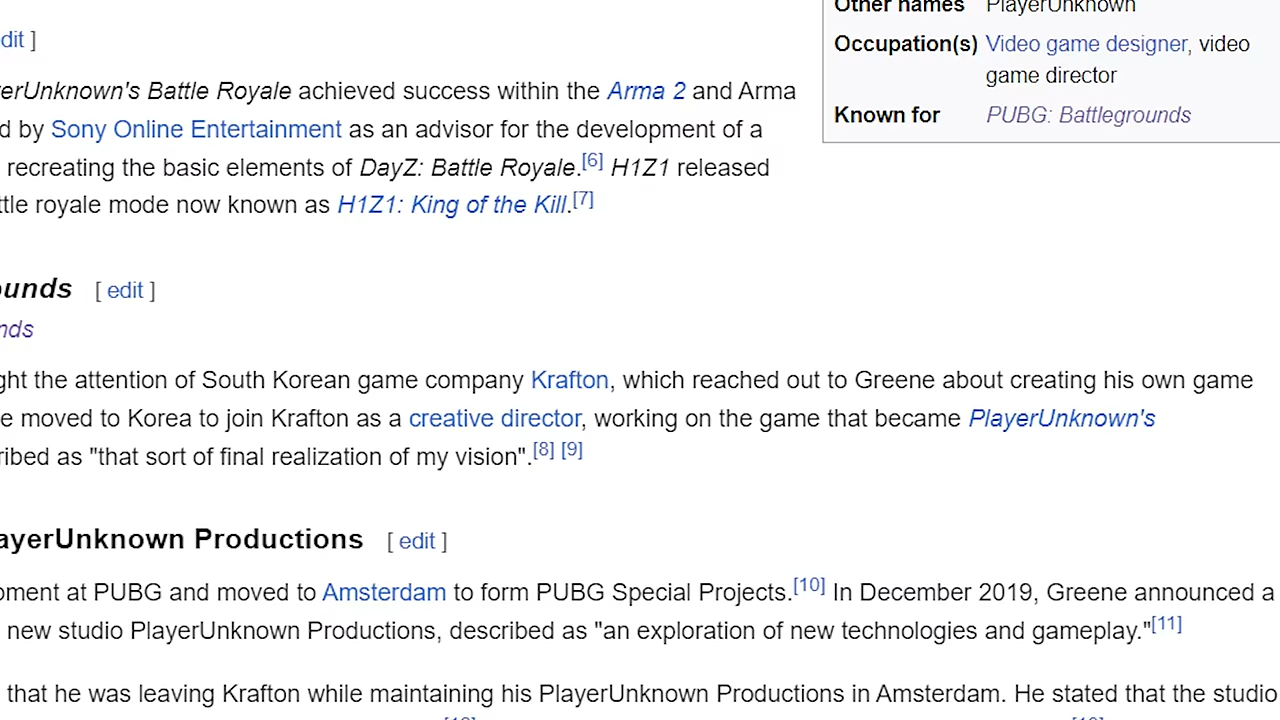 edit ]
Other names PlayerUnknown
Occupation(s) Video game designer, video
game director
Known for PUBG: Battlegrounds
erUnknown's Battle Royale achieved success within the Arma 2 and Arma
d by Sony Online Entertainment as an advisor for the development of a
recreating the basic elements of DayZ: Battle Royale.[6] H1Z1 released
ttle royale mode now known as H1Z1: King of the Kill.[7]
ounds [ edit ]
nds
ght the attention of South Korean game company Krafton, which reached out to Greene about creating his own game
e moved to Korea to join Krafton as a creative director, working on the game that became PlayerUnknown's
ribed as "that sort of final realization of my vision".[8] [9]
ayerUnknown Productions [ edit ]
oment at PUBG and moved to Amsterdam to form PUBG Special Projects.[10] In December 2019, Greene announced a
new studio PlayerUnknown Productions, described as "an exploration of new technologies and gameplay."[11]
that he was leaving Krafton while maintaining his PlayerUnknown Productions in Amsterdam. He stated that the studio